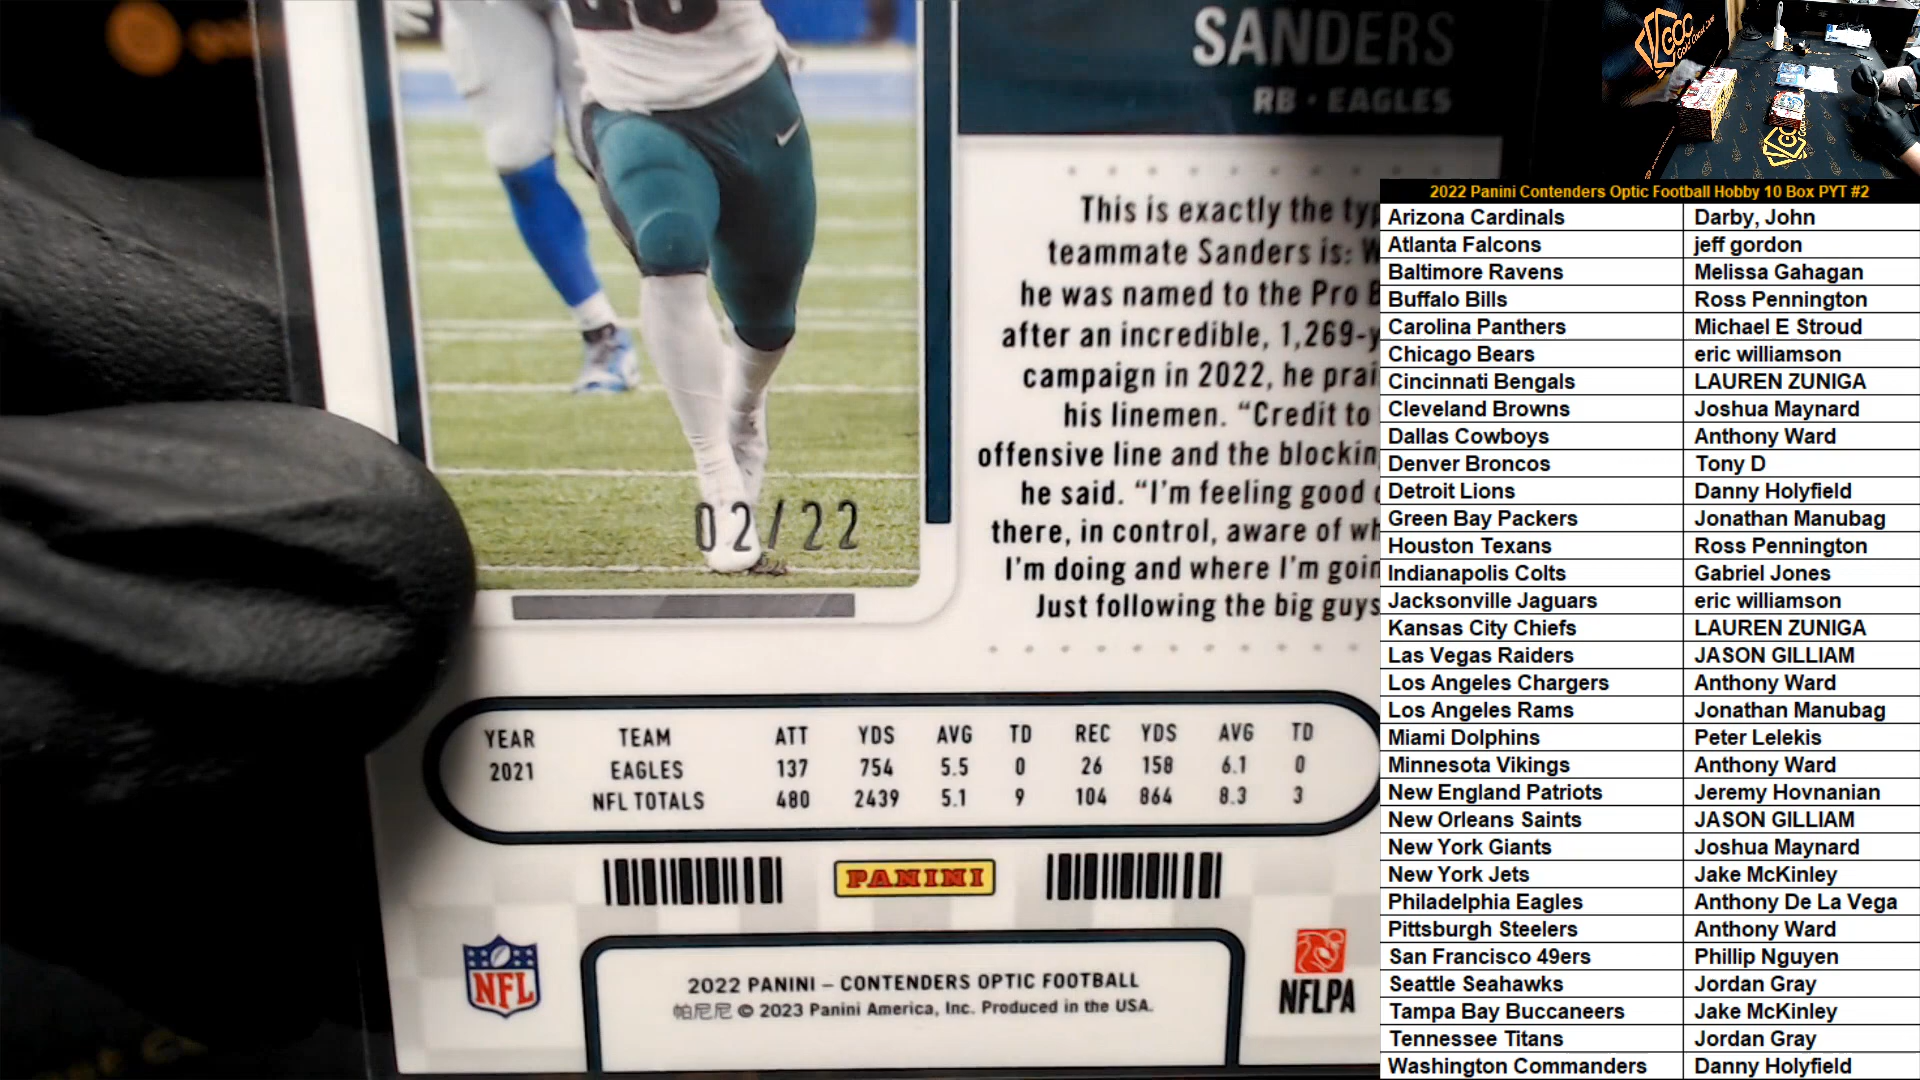 SANDERS
RB • EAGLES
This is exactly the
teammate Sanders is:
he was named to the Pro
after an incredible, 1,269-
campaign in 2022, he
his linemen. “Credit to
offensive line and the
he said. “I'm feeling good
there, in control, aware of
I'm doing and where I'm
Just following the big guys
02/22
YEAR TEAM ATT YDS AVG TD REC YDS AVG TD
2021 EAGLES 137 754 5.5 0 26 158 6.1 0
NFL TOTALS 480 2439 5.1 9 104 864 8.3 3
PANINI
NFL
2022 PANINI – CONTENDERS OPTIC FOOTBALL
帕尼尼 © 2023 Panini America, Inc. Produced in the USA.
NFLPA
GCC
2022 Panini Contenders Optic Football Hobby 10 Box PYT #2
Arizona Cardinals Darby, John
Atlanta Falcons jeff gordon
Baltimore Ravens Melissa Gahagan
Buffalo Bills Ross Pennington
Carolina Panthers Michael E Stroud
Chicago Bears eric williamson
Cincinnati Bengals LAUREN ZUNIGA
Cleveland Browns Joshua Maynard
Dallas Cowboys Anthony Ward
Denver Broncos Tony D
Detroit Lions Danny Holyfield
Green Bay Packers Jonathan Manubag
Houston Texans Ross Pennington
Indianapolis Colts Gabriel Jones
Jacksonville Jaguars eric williamson
Kansas City Chiefs LAUREN ZUNIGA
Las Vegas Raiders JASON GILLIAM
Los Angeles Chargers Anthony Ward
Los Angeles Rams Jonathan Manubag
Miami Dolphins Peter Lelekis
Minnesota Vikings Anthony Ward
New England Patriots Jeremy Hovnanian
New Orleans Saints JASON GILLIAM
New York Giants Joshua Maynard
New York Jets Jake McKinley
Philadelphia Eagles Anthony De La Vega
Pittsburgh Steelers Anthony Ward
San Francisco 49ers Phillip Nguyen
Seattle Seahawks Jordan Gray
Tampa Bay Buccaneers Jake McKinley
Tennessee Titans Jordan Gray
Washington Commanders Danny Holyfield